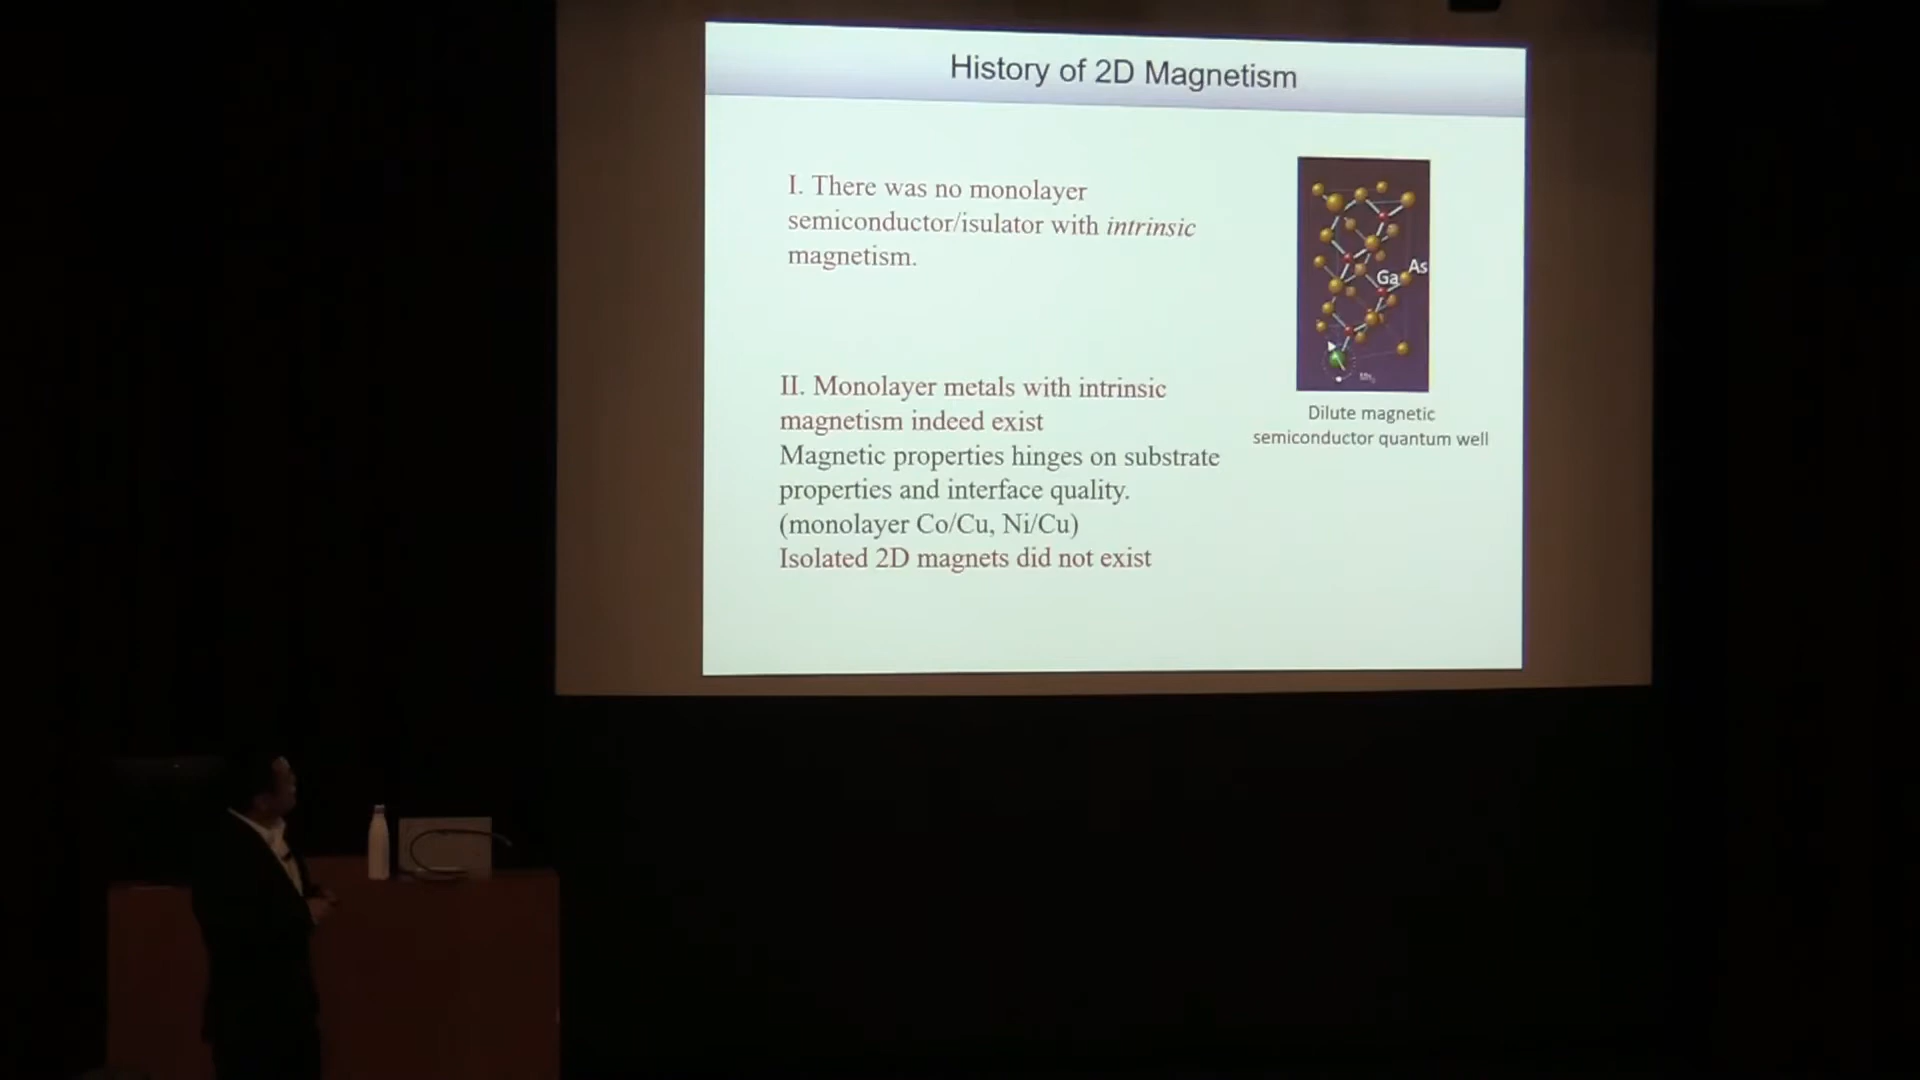 History of 2D Magnetism
I. There was no monolayer
semiconductor/isulator with intrinsic
magnetism.
As
Ga
Dilute magnetic
semiconductor quantum well
II. Monolayer metals with intrinsic
magnetism indeed exist
Magnetic properties hinges on substrate
properties and interface quality.
(monolayer Co/Cu, Ni/Cu)
Isolated 2D magnets did not exist